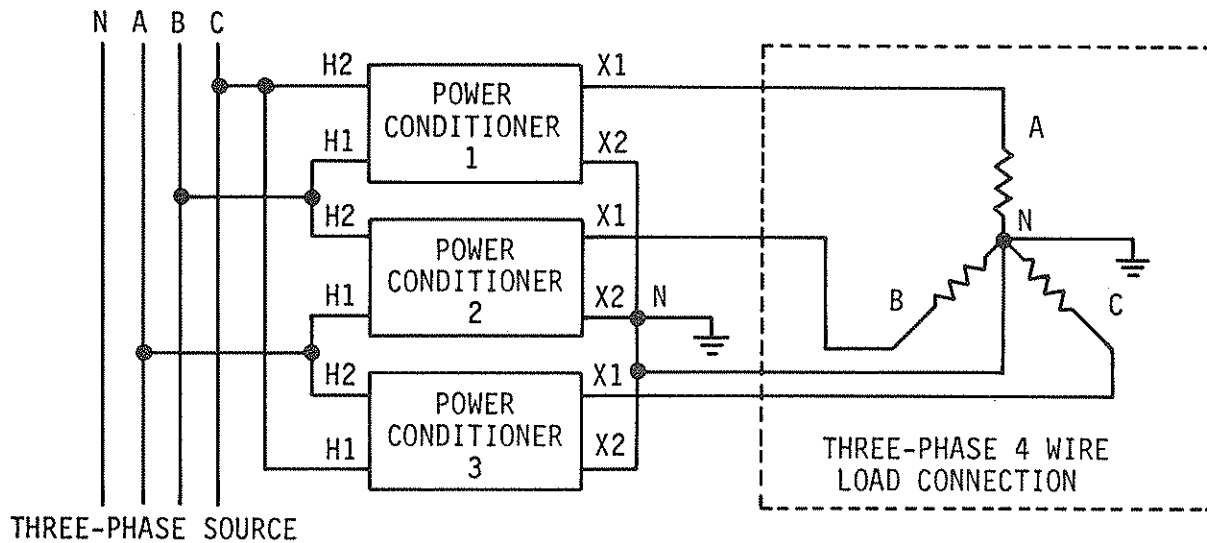 N A B C
H2
POWER
CONDITIONER
1
X1
H1
X2
A
H2
POWER
CONDITIONER
2
X1
N
H1
X2
N
B
C
H2
POWER
CONDITIONER
3
X1
H1
X2
THREE-PHASE 4 WIRE
LOAD CONNECTION
THREE-PHASE SOURCE